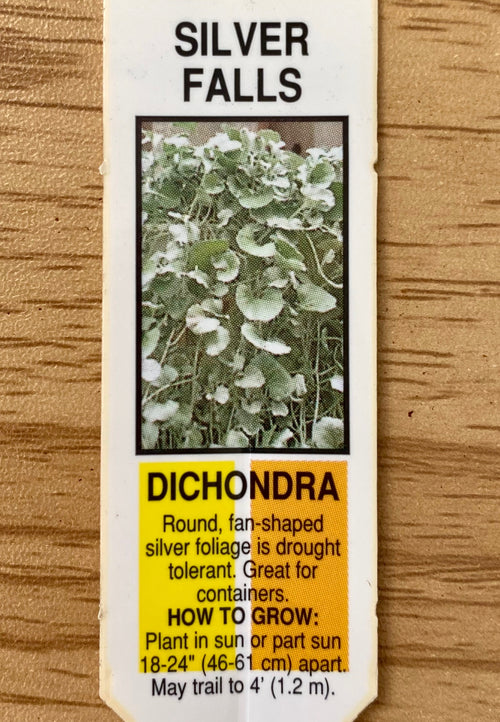 SILVER
FALLS
DICHONDRA
Round, fan-shaped
silver foliage is drought
tolerant. Great for
containers.
HOW TO GROW:
Plant in sun or part sun
18-24" (46-61 cm) apart.
May trail to 4' (1.2 m).